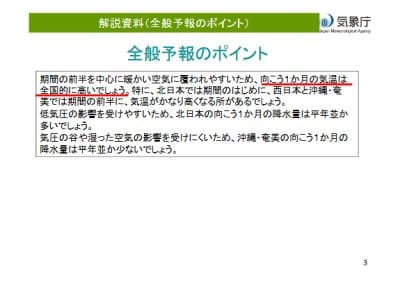 解説資料(全般予報のポイント)
気象庁
Japan Meteorological Agency
全般予報のポイント
期間の前半を中心に暖かい空気に覆われやすいため、向こう1か月の気温は
全国的に高いでしょう。特に、北日本では期間のはじめに、西日本と沖縄・奄
美では期間の前半に、気温がかなり高くなる所があるでしょう。
低気圧の影響を受けやすいため、北日本の向こう1か月の降水量は平年並か
多いでしょう。
気圧の谷や湿った空気の影響を受けにくいため、沖縄・奄美の向こう1か月の
降水量は平年並か少ないでしょう。
3